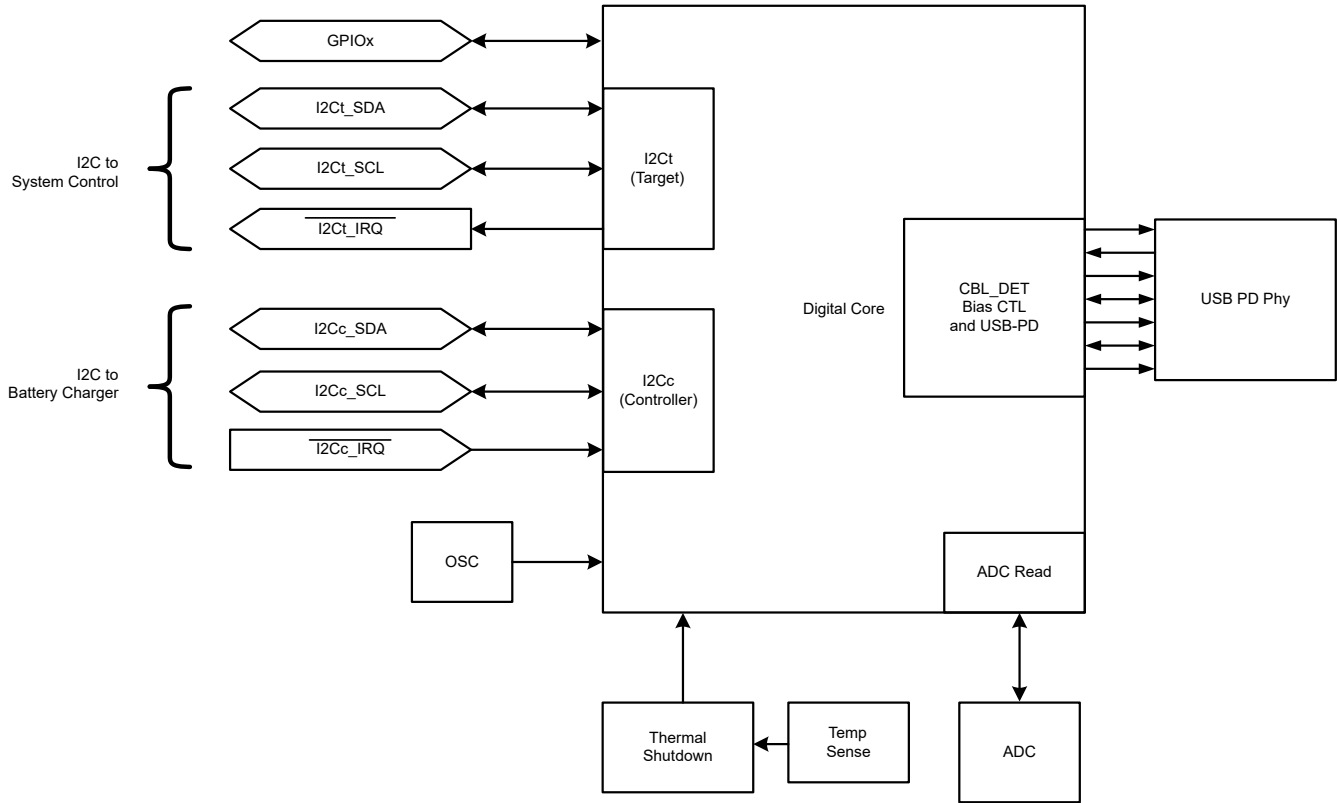 GPIOx
I2C to
System Control
I2Ct_SDA
I2Ct_SCL
I2Ct_IRQ
I2Ct
(Target)
I2C to
Battery Charger
I2Cc_SDA
I2Cc_SCL
I2Cc_IRQ
I2Cc
(Controller)
Digital Core
CBL_DET
Bias CTL
and USB-PD
USB PD Phy
OSC
ADC Read
Thermal
Shutdown
Temp
Sense
ADC